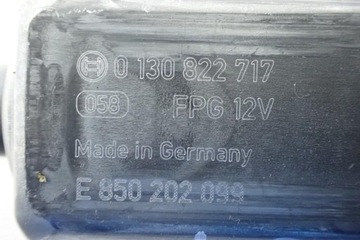 0 130 822 717
058 FPG 12V
Made in Germany
E 850 202 099